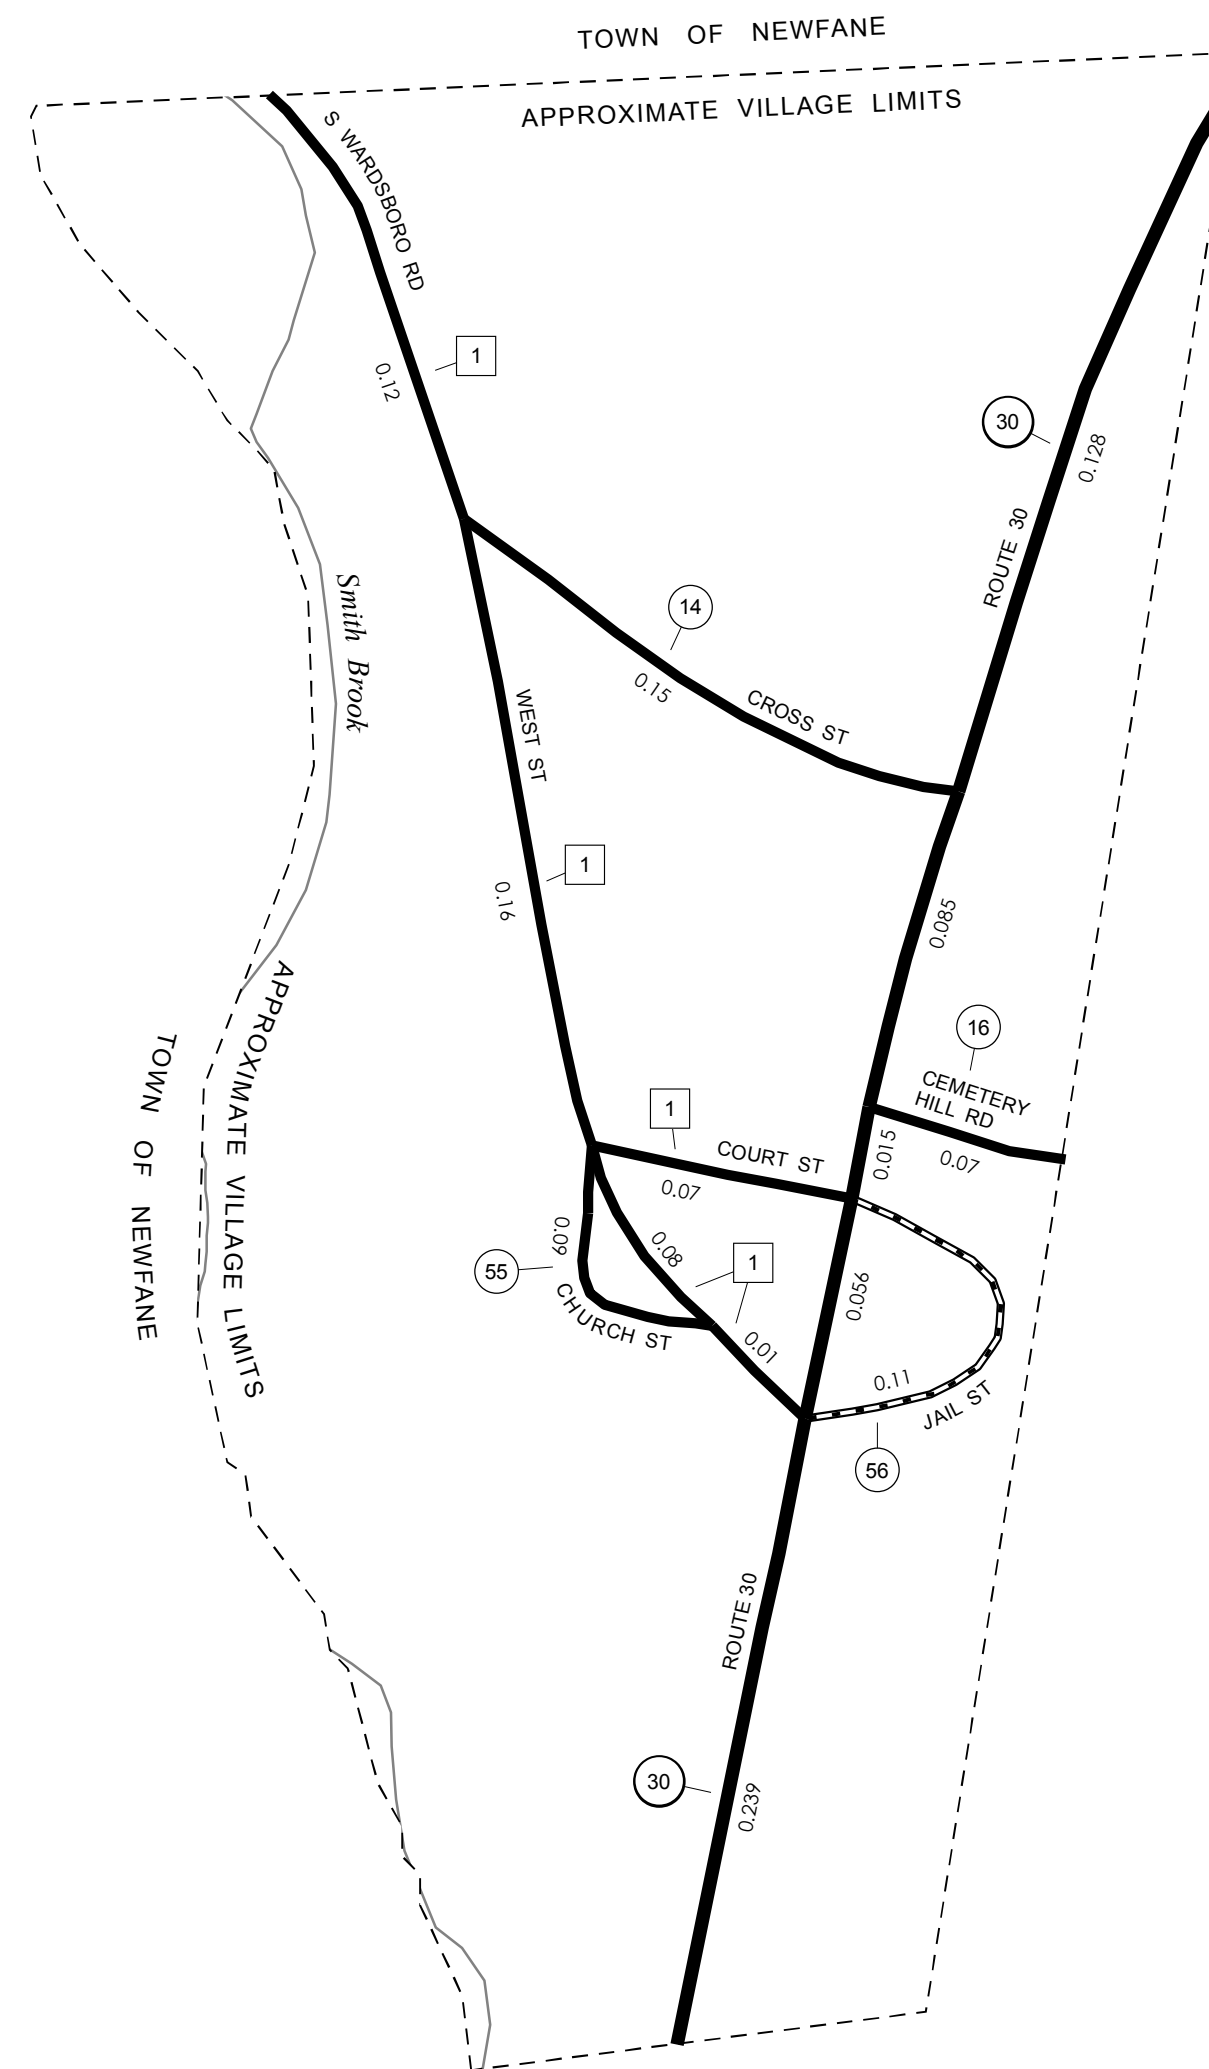 TOWN OF NEWFANE
APPROXIMATE VILLAGE LIMITS
S WARDSBORO RD
1
0.12
30
0.128
ROUTE 30
Smith Brook
14
0.15
CROSS ST
WEST ST
1
0.16
0.085
16
CEMETERY
HILL RD
0.07
0.015
APPROXIMATE VILLAGE LIMITS
TOWN OF NEWFANE
1
COURT ST
0.07
0.09
55
CHURCH ST
0.08
1
0.01
0.056
0.11
JAIL ST
56
ROUTE 30
30
0.239